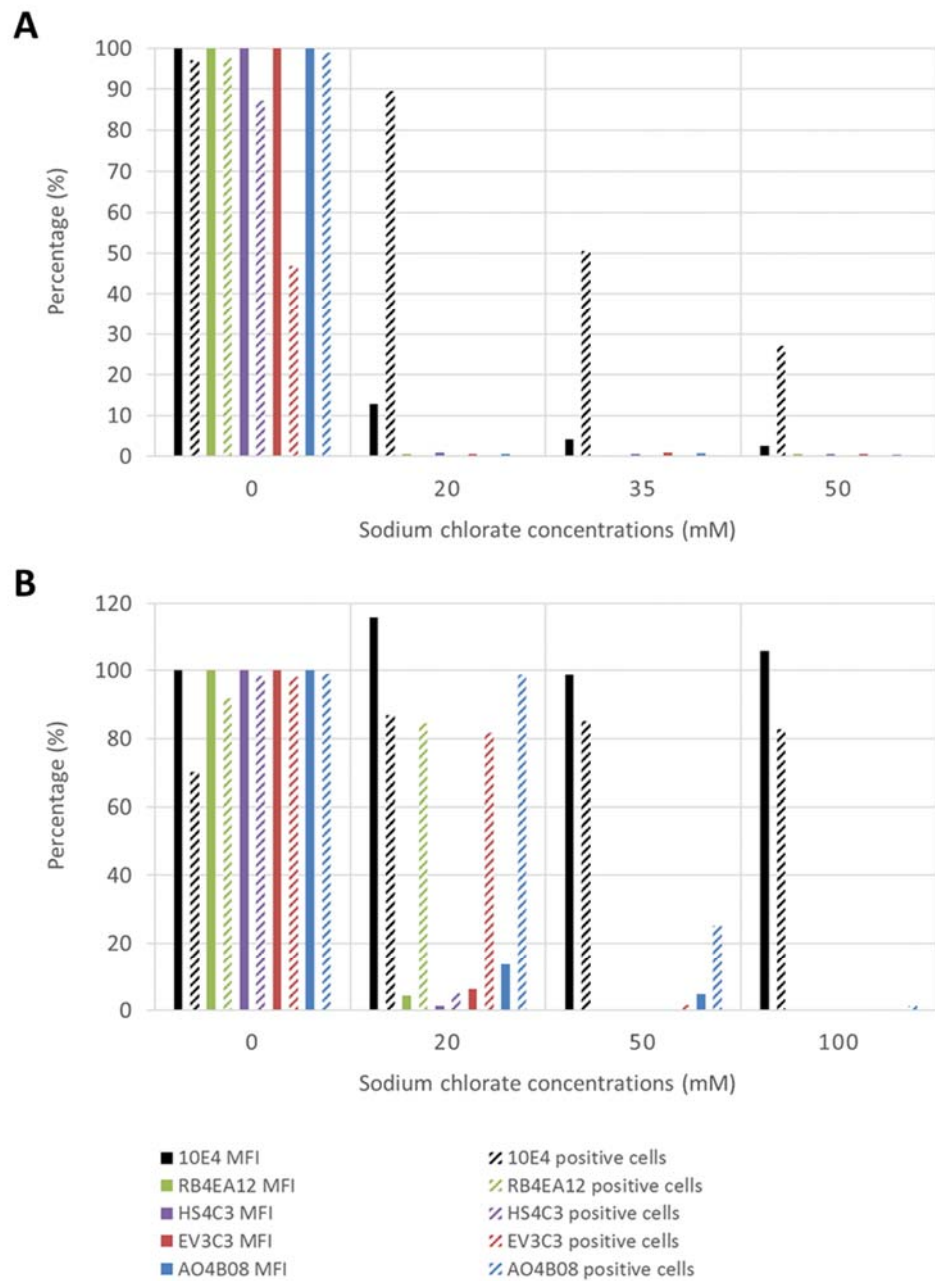 A
100
90
80
70
60
50
40
30
20
10
0
Percentage (%)
0 20 35 50
Sodium chlorate concentrations (mM)
B
120
100
80
60
40
20
0
Percentage (%)
0 20 50 100
Sodium chlorate concentrations (mM)
10E4 MFI 10E4 positive cells
RB4EA12 MFI RB4EA12 positive cells
HS4C3 MFI HS4C3 positive cells
EV3C3 MFI EV3C3 positive cells
AO4B08 MFI AO4B08 positive cells